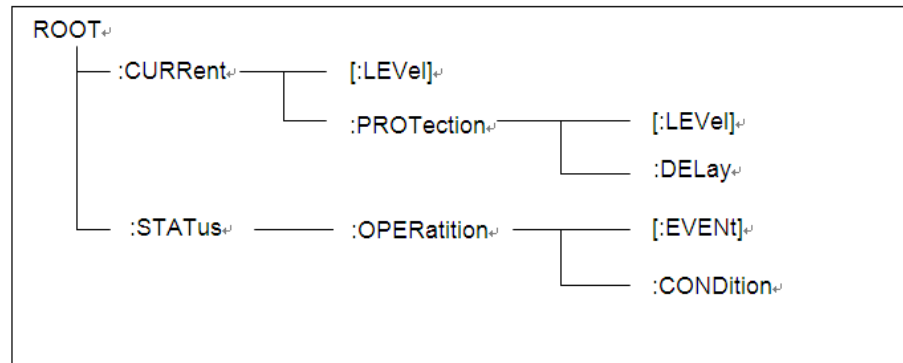 ROOT↵
:CURRent↵ [:LEVel]↵
:PROTection↵ [:LEVel]↵
:DELay↵
:STATus↵ :OPERatition↵ [:EVENt]↵
:CONDition↵